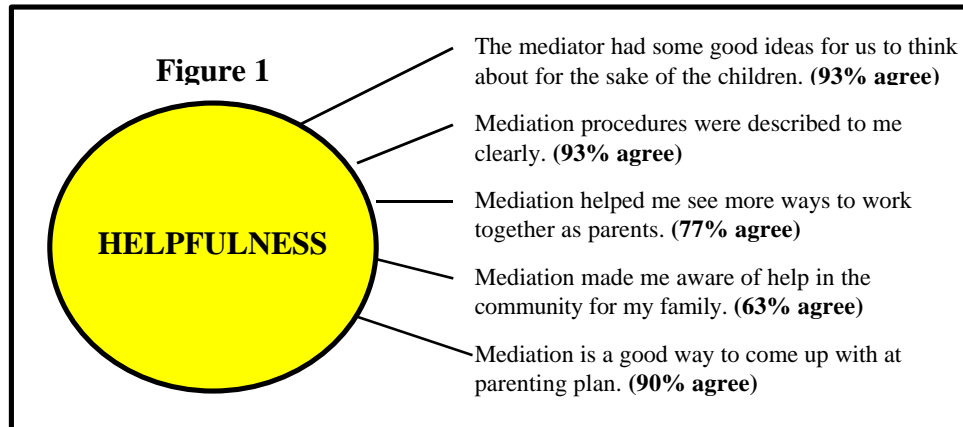 Figure 1
HELPFULNESS
The mediator had some good ideas for us to think
about for the sake of the children. (93% agree)
Mediation procedures were described to me
clearly. (93% agree)
Mediation helped me see more ways to work
together as parents. (77% agree)
Mediation made me aware of help in the
community for my family. (63% agree)
Mediation is a good way to come up with at
parenting plan. (90% agree)